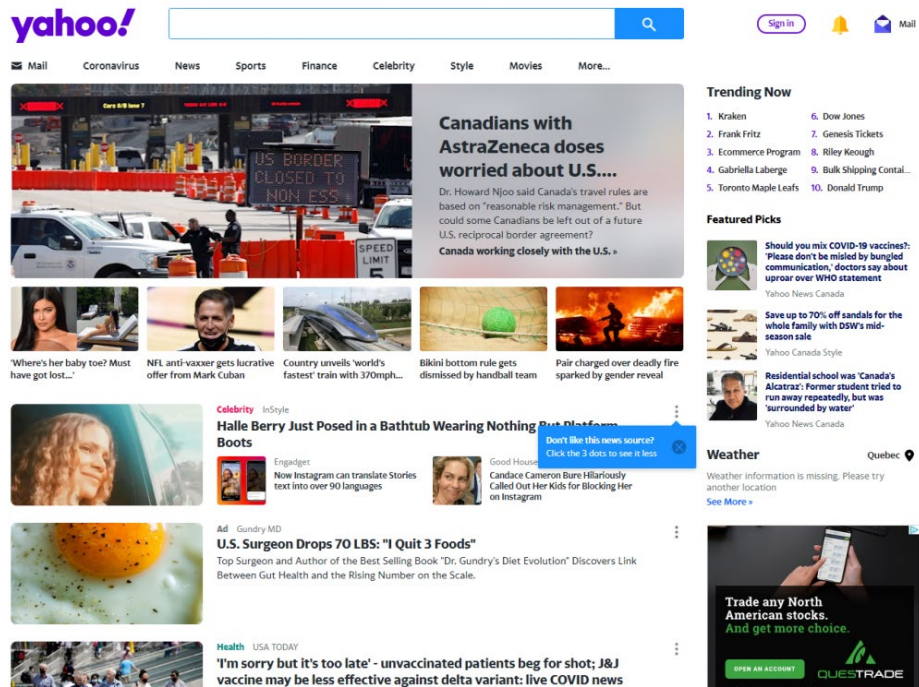 yahoo!
Sign in
Mail
Mail
Coronavirus
News
Sports
Finance
Celebrity
Style
Movies
More...
Cars 8/B lane 7
US BORDER
CLOSED TO
NON ESS
SPEED
LIMIT
5
Canadians with
AstraZeneca doses
worried about U.S....
Dr. Howard Njoo said Canada's travel rules are
based on "reasonable risk management." But
could some Canadians be left out of a future
U.S. reciprocal border agreement?
Canada working closely with the U.S. »
'Where's her baby toe? Must
have got lost...'
NFL anti-vaxxer gets lucrative
offer from Mark Cuban
Country unveils 'world's
fastest' train with 370mph...
Bikini bottom rule gets
dismissed by handball team
Pair charged over deadly fire
sparked by gender reveal
Celebrity InStyle
Halle Berry Just Posed in a Bathtub Wearing Nothing But Platform
Boots
Don't like this news source?
Click the 3 dots to see it less
Engadget
Now Instagram can translate Stories
text into over 90 languages
Good House
Candace Cameron Bure Hilariously
Called Out Her Kids for Blocking Her
on Instagram
Ad Gundry MD
U.S. Surgeon Drops 70 LBS: "I Quit 3 Foods"
Top Surgeon and Author of the Best Selling Book "Dr. Gundry's Diet Evolution" Discovers Link
Between Gut Health and the Rising Number on the Scale.
Health USA TODAY
'I'm sorry but it's too late' - unvaccinated patients beg for shot; J&J
vaccine may be less effective against delta variant: live COVID news
Trending Now
1. Kraken
2. Frank Fritz
3. Ecommerce Program
4. Gabriella Laberge
5. Toronto Maple Leafs
6. Dow Jones
7. Genesis Tickets
8. Riley Keough
9. Bulk Shipping Contai...
10. Donald Trump
Featured Picks
Should you mix COVID-19 vaccines?:
'Please don't be misled by bungled
communication,' doctors say about
uproar over WHO statement
Yahoo News Canada
Save up to 70% off sandals for the
whole family with DSW's mid-
season sale
Yahoo Canada Style
Residential school was 'Canada's
Alcatraz': Former student tried to
run away repeatedly, but was
'surrounded by water'
Yahoo News Canada
Weather
Quebec
Weather information is missing. Please try
another location
See More »
Trade any North
American stocks.
And get more choice.
OPEN AN ACCOUNT
QUESTRADE